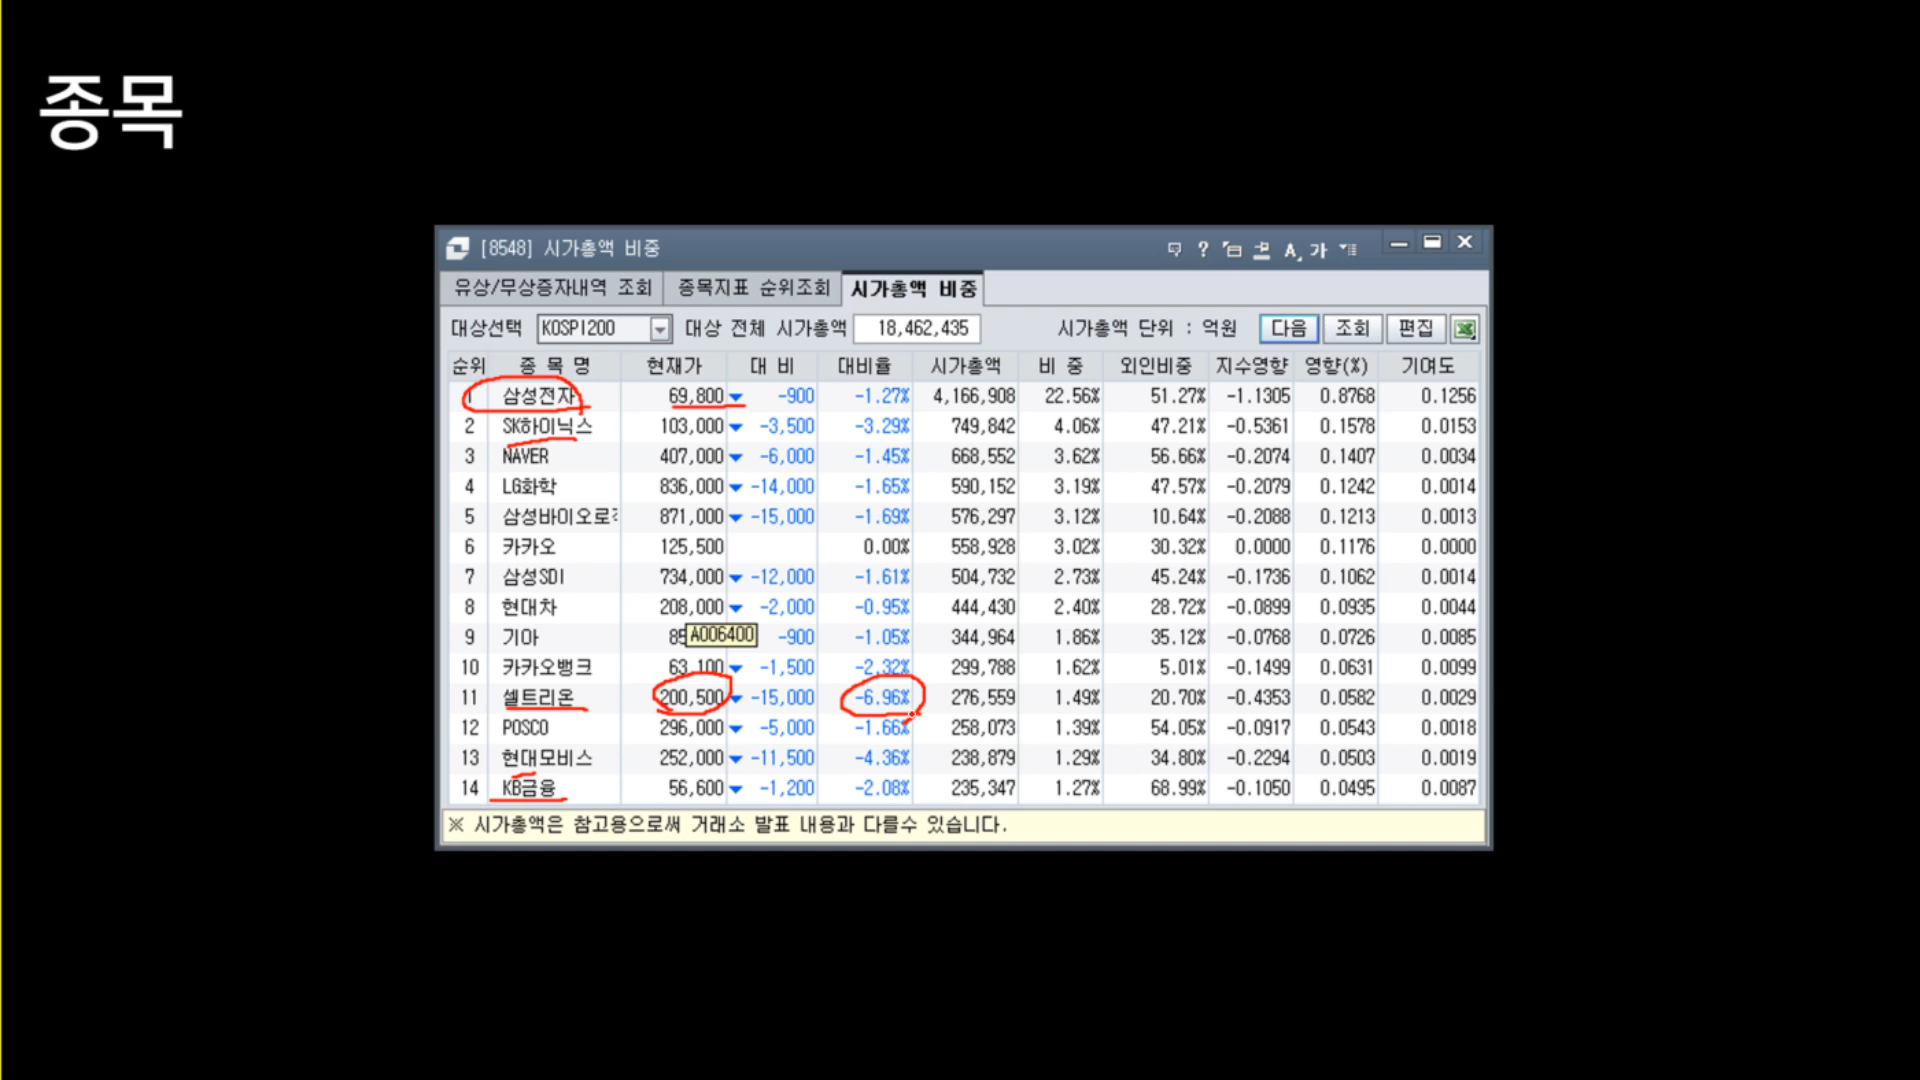 종목
[8548] 시가총액 비중
유상/무상증자내역 조회 종목지표 순위조회 시가총액 비중
대상선택 KOSPI200 대상 전체 시가총액 18,462,435 시가총액 단위 : 억원 다음 조회 편집
순위 종 목 명 현재가 대 비 대비율 시가총액 비 중 외인비중 지수영향 영향(%) 기여도
1 삼성전자 69,800 ▼ -900 -1.27% 4,166,908 22.56% 51.27% -1.1305 0.8768 0.1256
2 SK하이닉스 103,000 ▼ -3,500 -3.29% 749,842 4.06% 47.21% -0.5361 0.1578 0.0153
3 NAVER 407,000 ▼ -6,000 -1.45% 668,552 3.62% 56.66% -0.2074 0.1407 0.0034
4 LG화학 836,000 ▼ -14,000 -1.65% 590,152 3.19% 47.57% -0.2079 0.1242 0.0014
5 삼성바이오로 871,000 ▼ -15,000 -1.69% 576,297 3.12% 10.64% -0.2088 0.1213 0.0013
6 카카오 125,500 0.00% 558,928 3.02% 30.32% 0.0000 0.1176 0.0000
7 삼성SDI 734,000 ▼ -12,000 -1.61% 504,732 2.73% 45.24% -0.1736 0.1062 0.0014
8 현대차 208,000 ▼ -2,000 -0.95% 444,430 2.40% 28.72% -0.0899 0.0935 0.0044
9 기아 85 A006400 -900 -1.05% 344,964 1.86% 35.12% -0.0768 0.0726 0.0085
10 카카오뱅크 63,100 ▼ -1,500 -2.32% 299,788 1.62% 5.01% -0.1499 0.0631 0.0099
11 셀트리온 200,500 ▼ -15,000 -6.96% 276,559 1.49% 20.70% -0.4353 0.0582 0.0029
12 POSCO 296,000 ▼ -5,000 -1.66% 258,073 1.39% 54.05% -0.0917 0.0543 0.0018
13 현대모비스 252,000 ▼ -11,500 -4.36% 238,879 1.29% 34.80% -0.2294 0.0503 0.0019
14 KB금융 56,600 ▼ -1,200 -2.08% 235,347 1.27% 68.99% -0.1050 0.0495 0.0087
※ 시가총액은 참고용으로써 거래소 발표 내용과 다를수 있습니다.